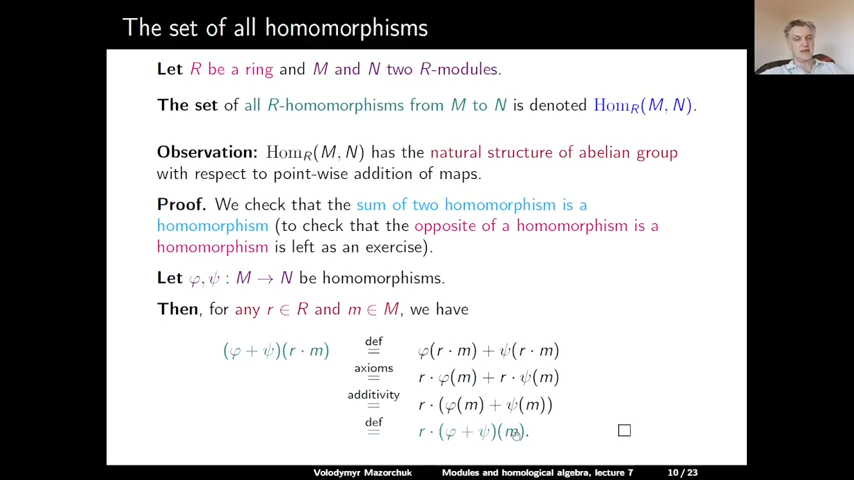 The set of all homomorphisms
Let R be a ring and M and N two R-modules.
The set of all R-homomorphisms from M to N is denoted Hom_R(M, N).
Observation: Hom_R(M, N) has the natural structure of abelian group
with respect to point-wise addition of maps.
Proof. We check that the sum of two homomorphism is a
homomorphism (to check that the opposite of a homomorphism is a
homomorphism is left as an exercise).
Let φ, ψ : M → N be homomorphisms.
Then, for any r ∈ R and m ∈ M, we have
(φ + ψ)(r · m) def= φ(r · m) + ψ(r · m)
axioms= r · φ(m) + r · ψ(m)
additivity= r · (φ(m) + ψ(m))
def= r · (φ + ψ)(m). □
Volodymyr Mazorchuk Modules and homological algebra, lecture 7 10 / 23